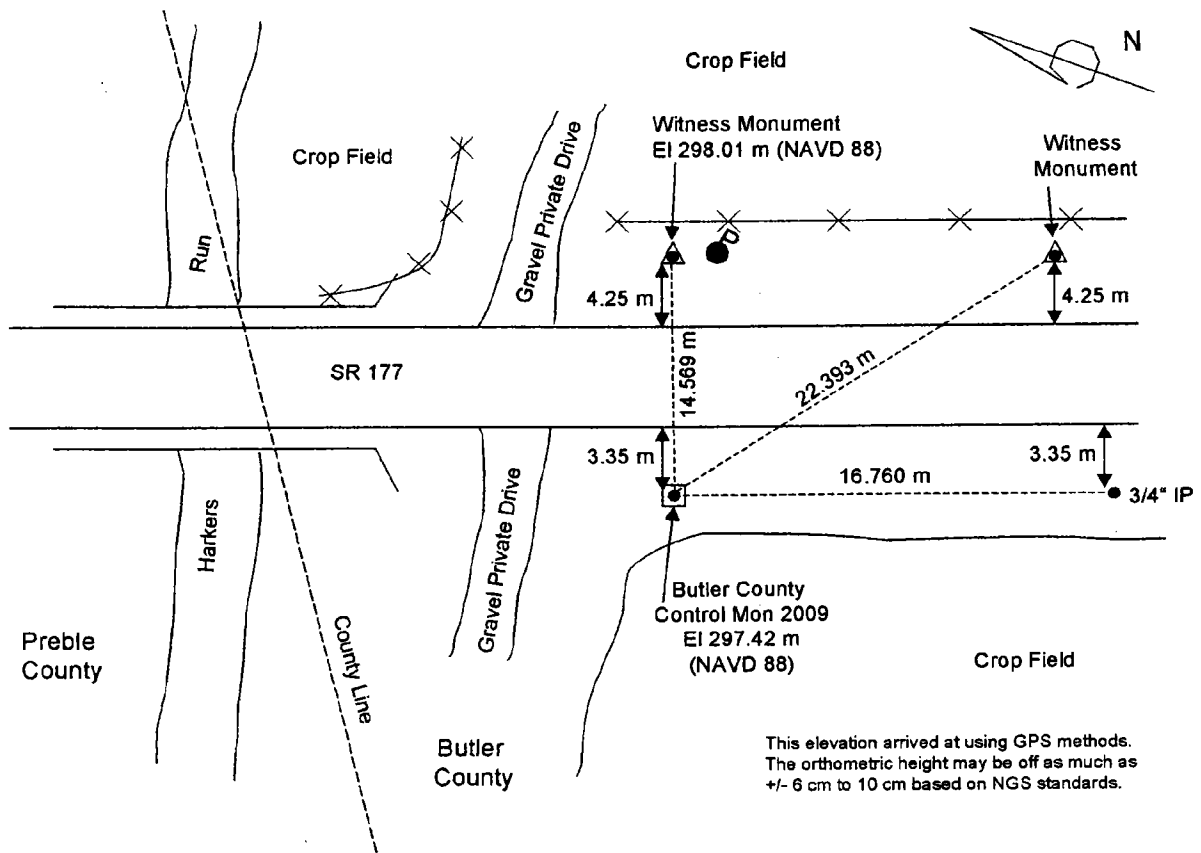 N
Crop Field
Witness Monument
El 298.01 m (NAVD 88)
Witness
Monument
Crop Field
Gravel Private Drive
Run
4.25 m
4.25 m
SR 177
14.569 m
22.393 m
3.35 m
3.35 m
16.760 m
3/4" IP
Harkers
Gravel Private Drive
County Line
Butler County
Control Mon 2009
El 297.42 m
(NAVD 88)
Preble
County
Crop Field
Butler
County
This elevation arrived at using GPS methods.
The orthometric height may be off as much as
+/- 6 cm to 10 cm based on NGS standards.